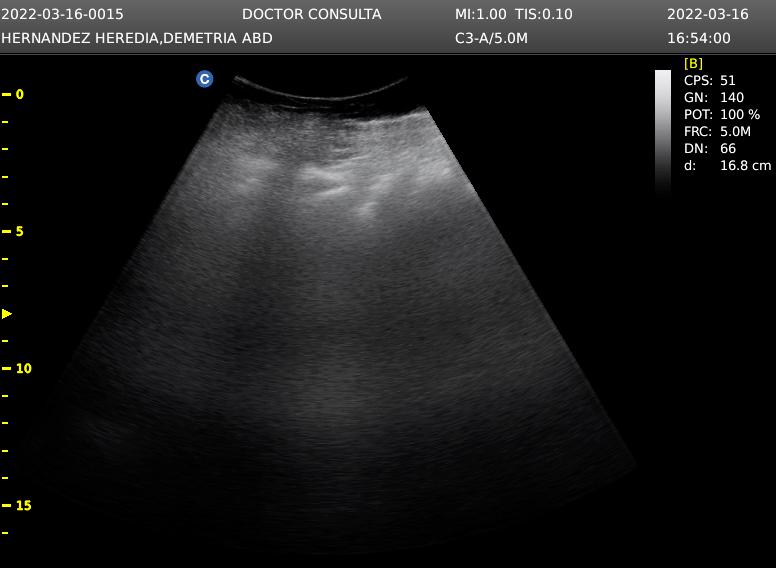 2022-03-16-0015 DOCTOR CONSULTA MI:1.00 TIS:0.10 2022-03-16
HERNANDEZ HEREDIA,DEMETRIA ABD C3-A/5.0M 16:54:00
[B]
C
CPS: 51
0
GN: 140
POT: 100 %
FRC: 5.0M
DN: 66
d: 16.8 cm
5
10
15